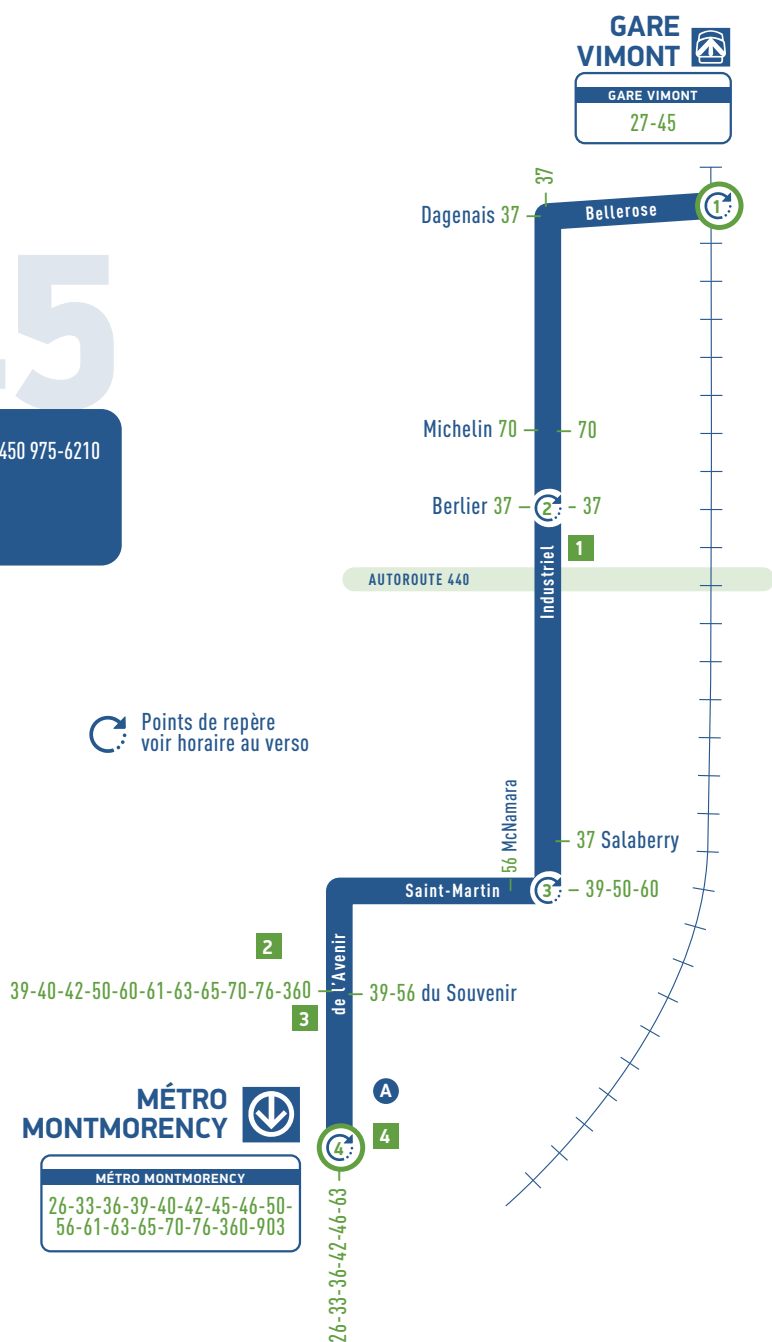 GARE
VIMONT
GARE VIMONT
27-45
37
Dagenais 37
Bellerose
1
45
450 975-6210
Michelin 70
70
Berlier 37
2
37
1
Industriel
AUTOROUTE 440
Points de repère
voir horaire au verso
56 McNamara
37 Salaberry
Saint-Martin
3
39-50-60
2
de l'Avenir
39-40-42-50-60-61-63-65-70-76-360
39-56 du Souvenir
3
MÉTRO
MONTMORENCY
A
4
4
MÉTRO MONTMORENCY
26-33-36-39-40-42-45-46-50-
56-61-63-65-70-76-360-903
26-33-36-42-46-63